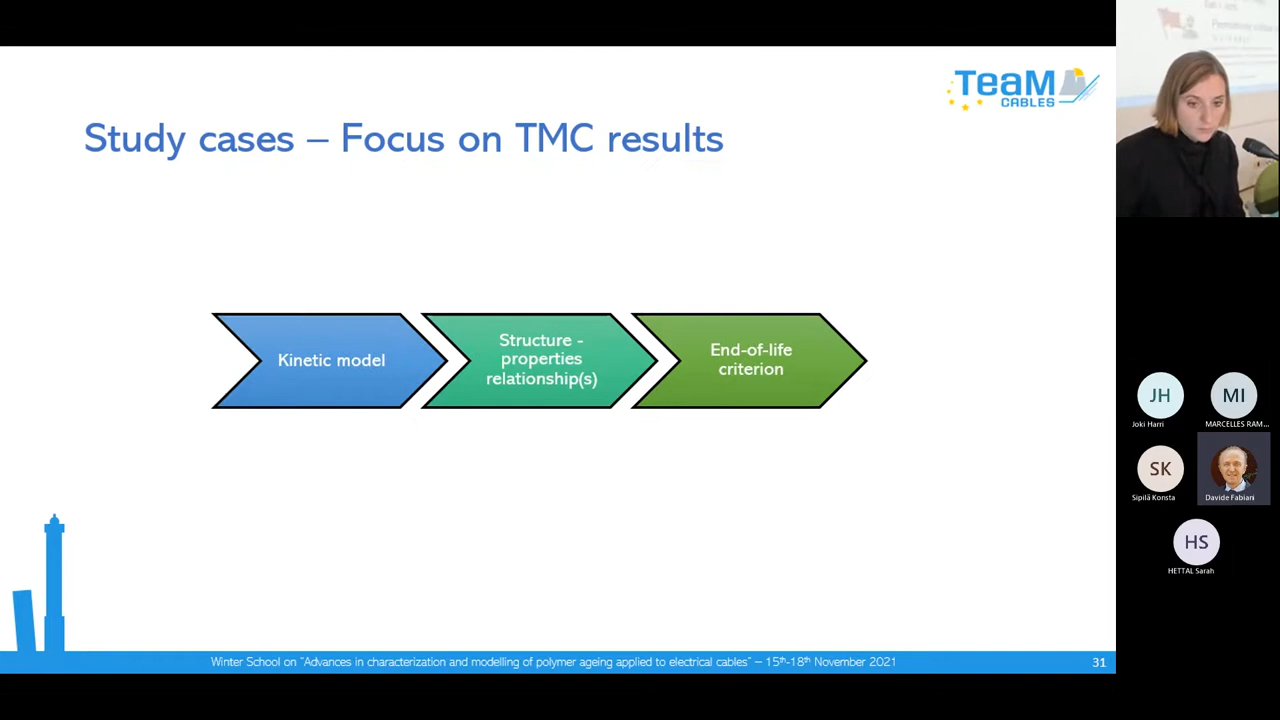 TeaM
CABLES
Study cases – Focus on TMC results
Kinetic model
Structure -
properties
relationship(s)
End-of-life
criterion
Winter School on "Advances in characterization and modelling of polymer ageing applied to electrical cables" – 15th-18th November 2021
31
JH
Joki Harri
MI
MARCELLES RAM...
SK
Sipilä Konsta
Davide Fabiani
HS
HETTAL Sarah